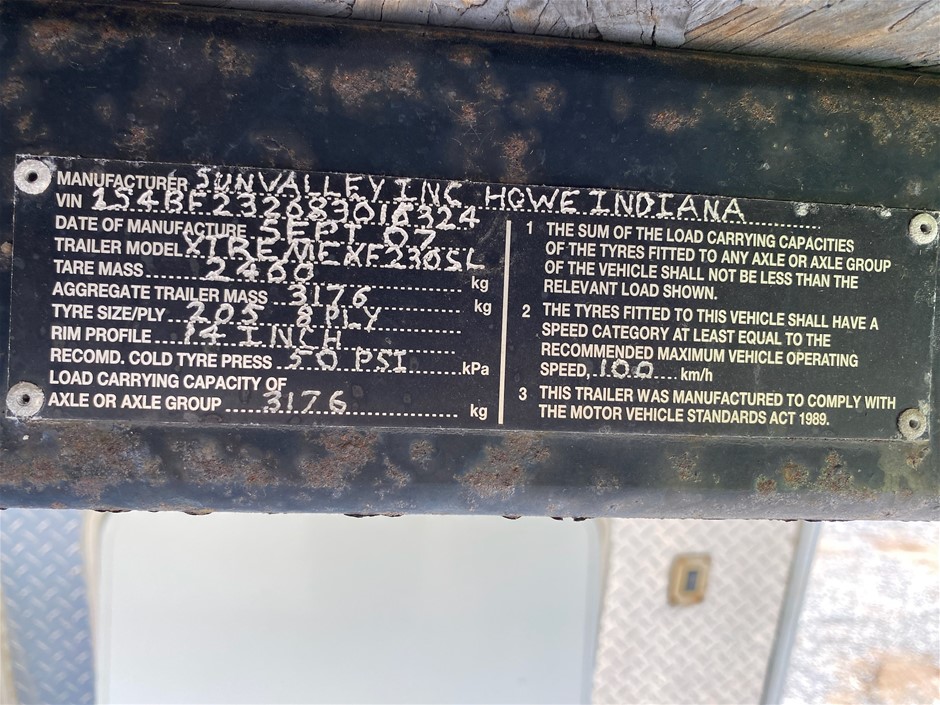 MANUFACTURER SUNVALLEY INC HOWE INDIANA
VIN
DATE OF MANUFACTURE SEPT 07
TRAILER MODEL XTREME XF230SL
TARE MASS 2460 kg
AGGREGATE TRAILER MASS 3176 kg
TYRE SIZE/PLY 205 8PLY
RIM PROFILE 14 INCH
RECOMD. COLD TYRE PRESS 50 PSI kPa
LOAD CARRYING CAPACITY OF
AXLE OR AXLE GROUP 3176 kg
1 THE SUM OF THE LOAD CARRYING CAPACITIES
OF THE TYRES FITTED TO ANY AXLE OR AXLE GROUP
OF THE VEHICLE SHALL NOT BE LESS THAN THE
RELEVANT LOAD SHOWN.
2 THE TYRES FITTED TO THIS VEHICLE SHALL HAVE A
SPEED CATEGORY AT LEAST EQUAL TO THE
RECOMMENDED MAXIMUM VEHICLE OPERATING
SPEED, 100 km/h
3 THIS TRAILER WAS MANUFACTURED TO COMPLY WITH
THE MOTOR VEHICLE STANDARDS ACT 1989.